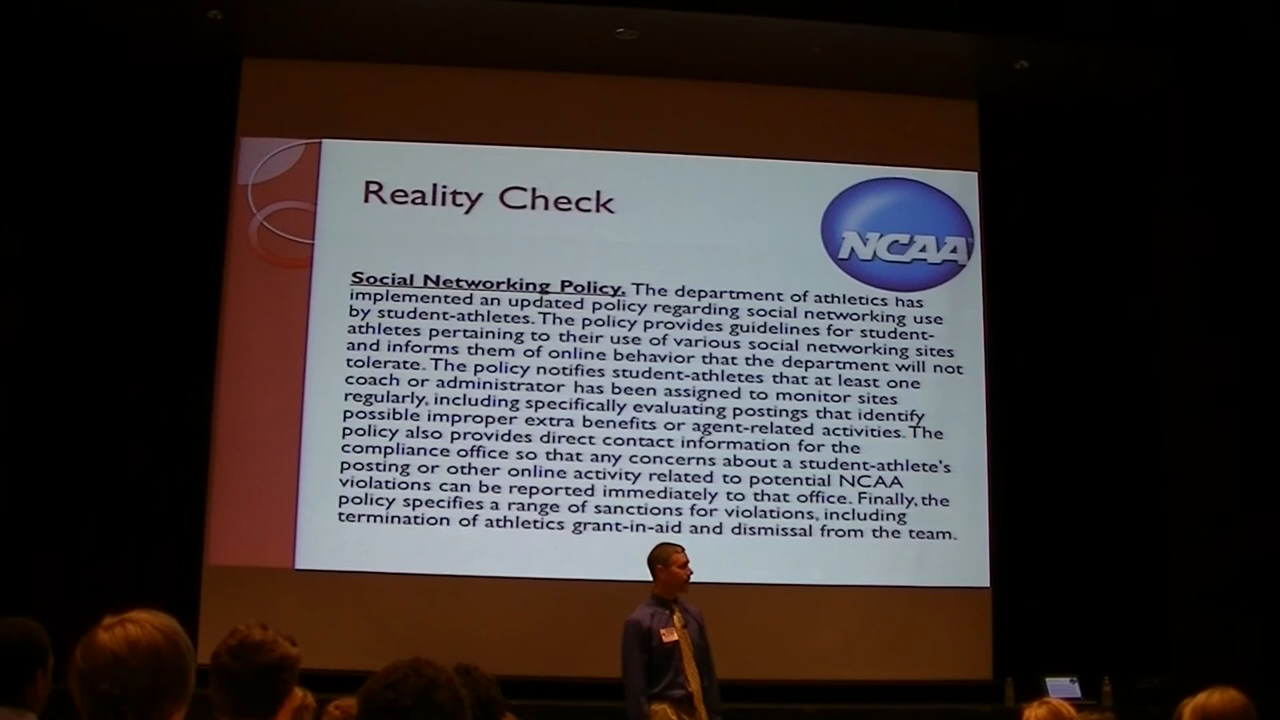 Reality Check
NCAA
Social Networking Policy. The department of athletics has
implemented an updated policy regarding social networking use
by student-athletes. The policy provides guidelines for student-
athletes pertaining to their use of various social networking sites
and informs them of online behavior that the department will not
tolerate. The policy notifies student-athletes that at least one
coach or administrator has been assigned to monitor sites
regularly, including specifically evaluating postings that identify
possible improper extra benefits or agent-related activities. The
policy also provides direct contact information for the
compliance office so that any concerns about a student-athlete's
posting or other online activity related to potential NCAA
violations can be reported immediately to that office. Finally, the
policy specifies a range of sanctions for violations, including
termination of athletics grant-in-aid and dismissal from the team.